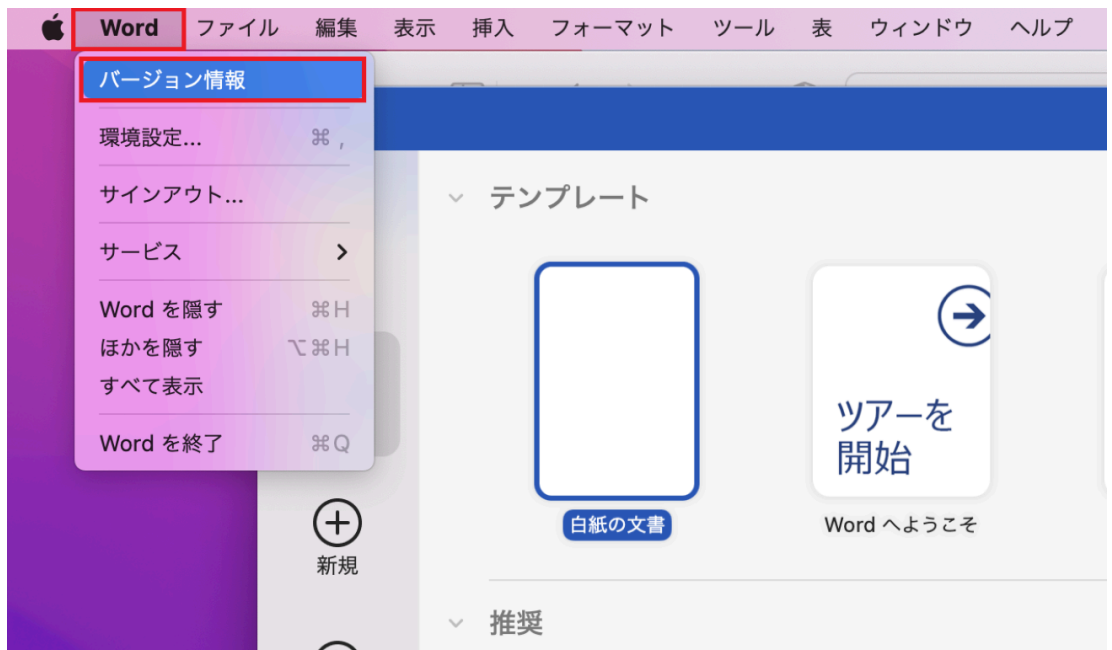 Word ファイル 編集 表示 挿入 フォーマット ツール 表 ウィンドウ ヘルプ
バージョン情報
環境設定... ⌘ ,
サインアウト...
サービス
Word を隠す ⌘H
ほかを隠す ⌥⌘H
すべて表示
Word を終了 ⌘Q
新規
テンプレート
ツアーを
開始
白紙の文書
Word へようこそ
推奨